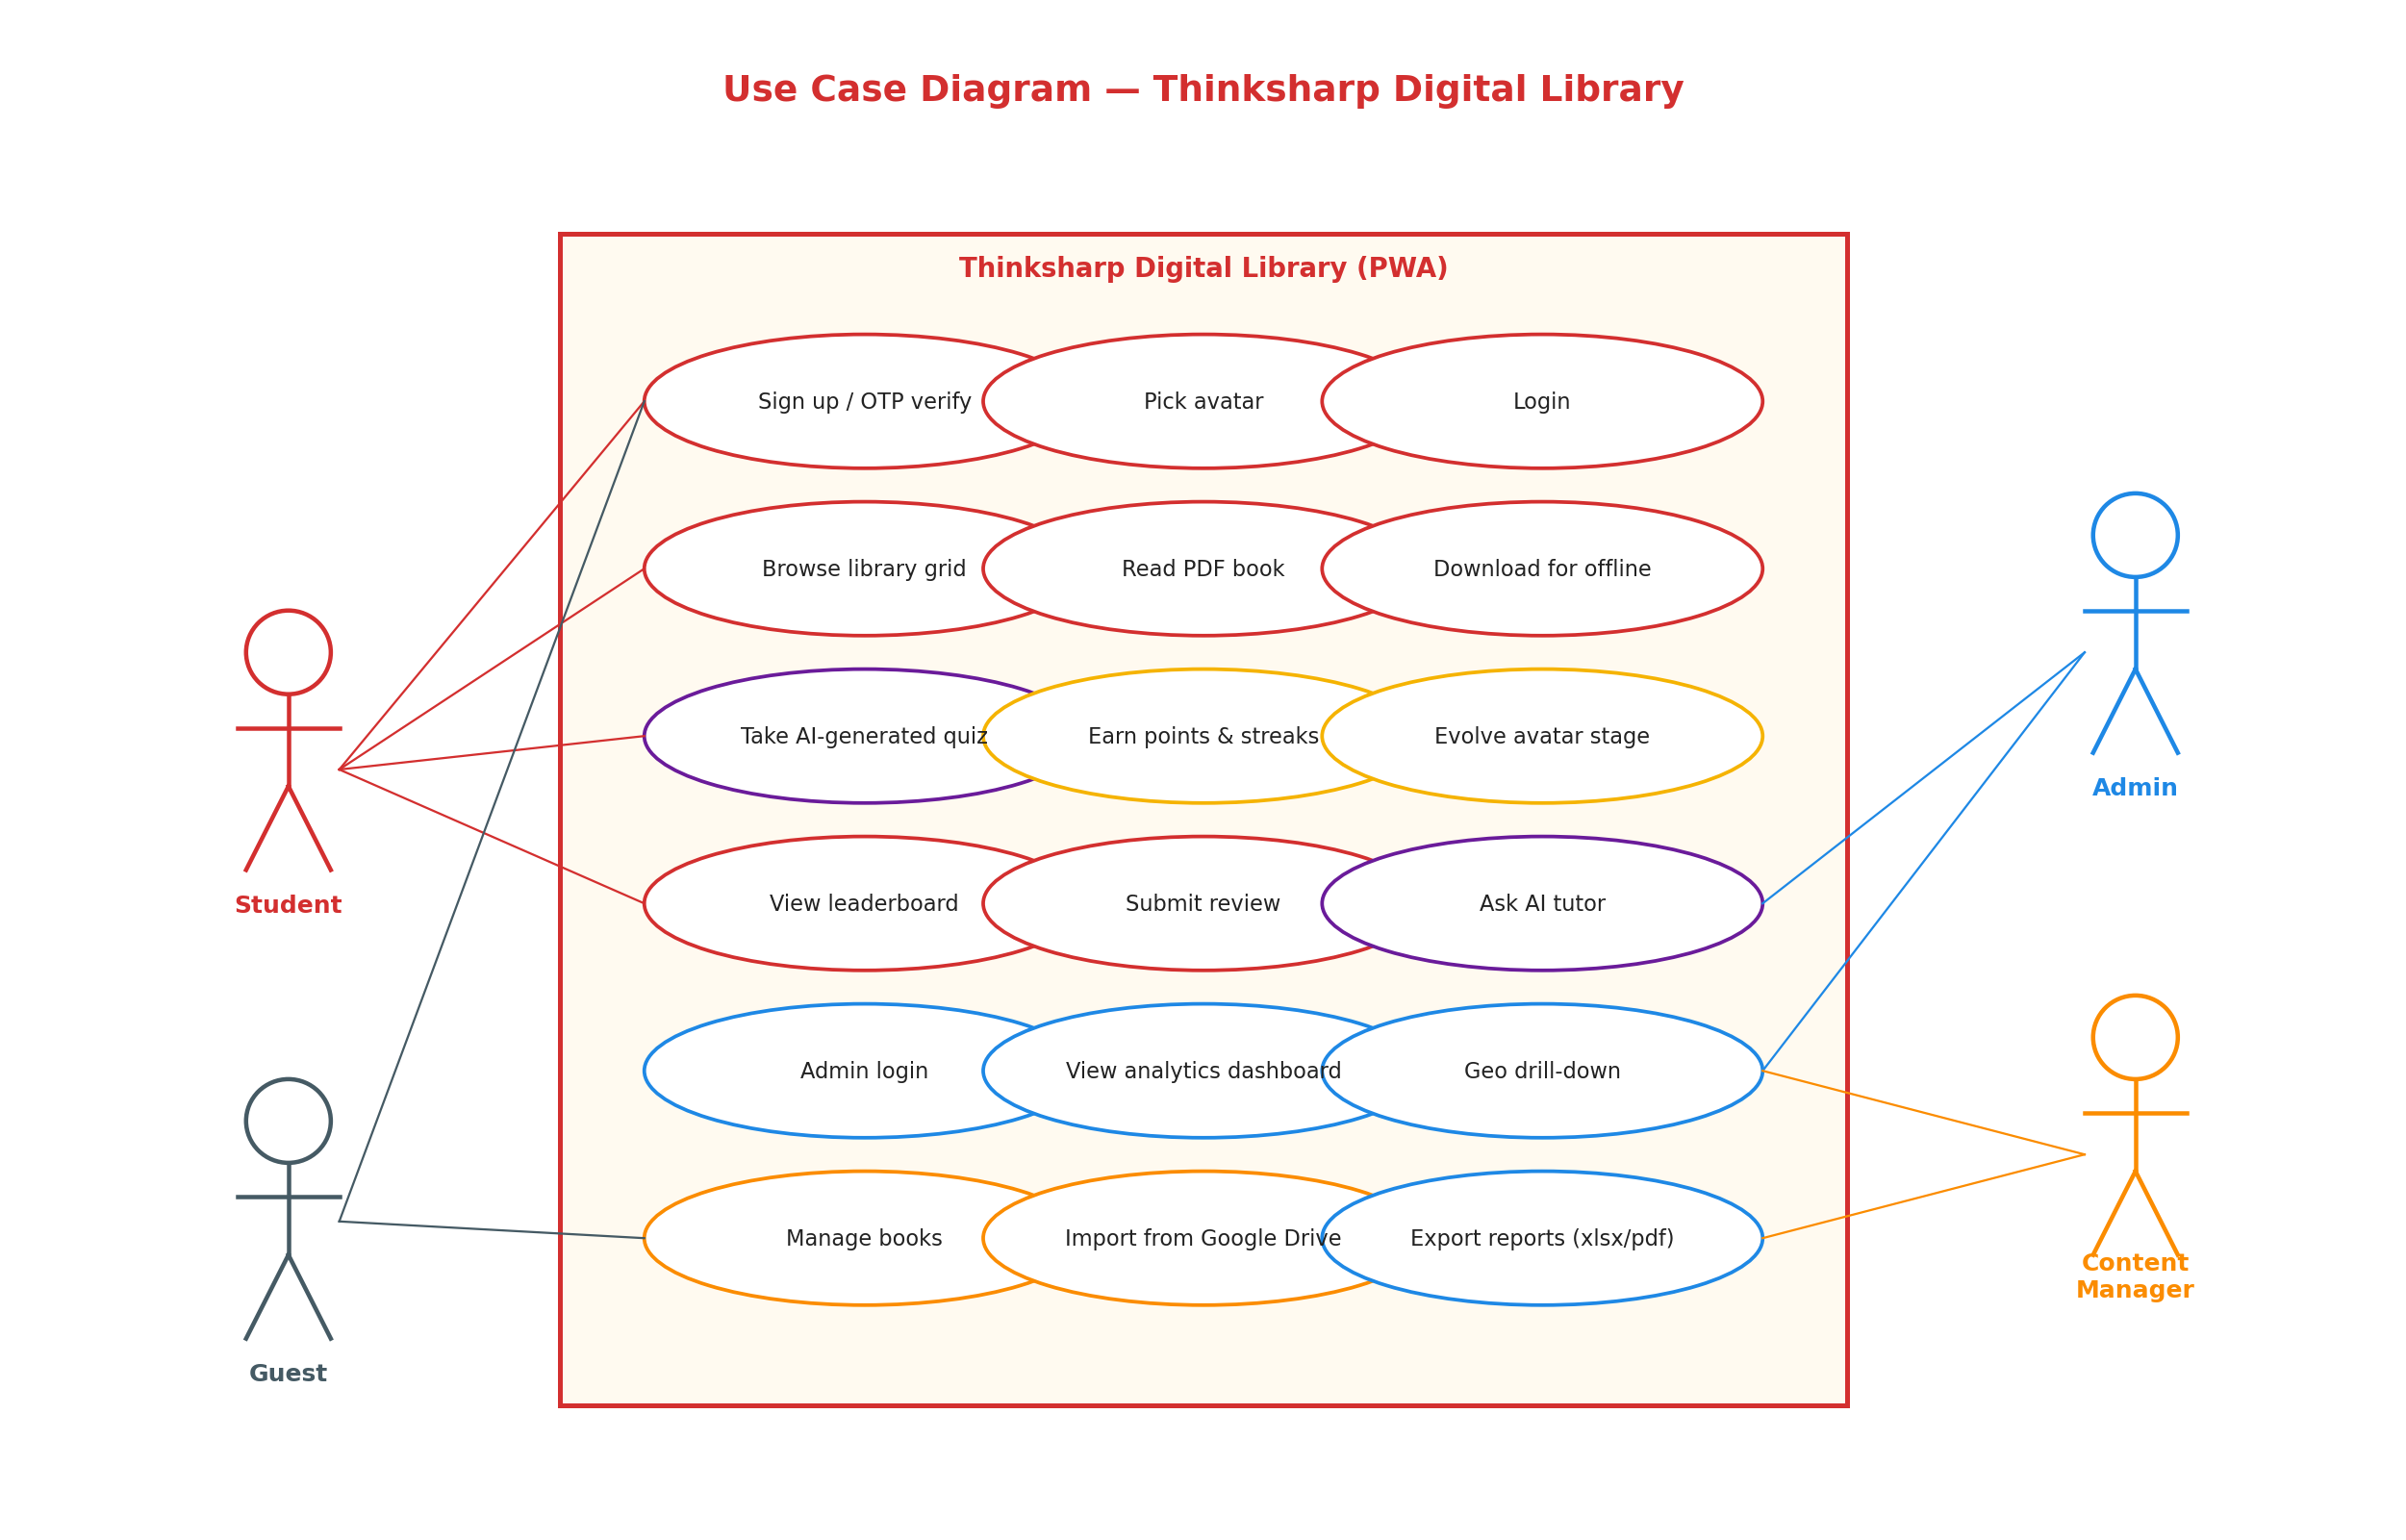 Use Case Diagram — Thinksharp Digital Library
Thinksharp Digital Library (PWA)
Sign up / OTP verify
Pick avatar
Login
Browse library grid
Read PDF book
Download for offline
Take AI-generated quiz
Earn points & streaks
Evolve avatar stage
View leaderboard
Submit review
Ask AI tutor
Admin login
View analytics dashboard
Geo drill-down
Manage books
Import from Google Drive
Export reports (xlsx/pdf)
Student
Guest
Admin
Content
Manager